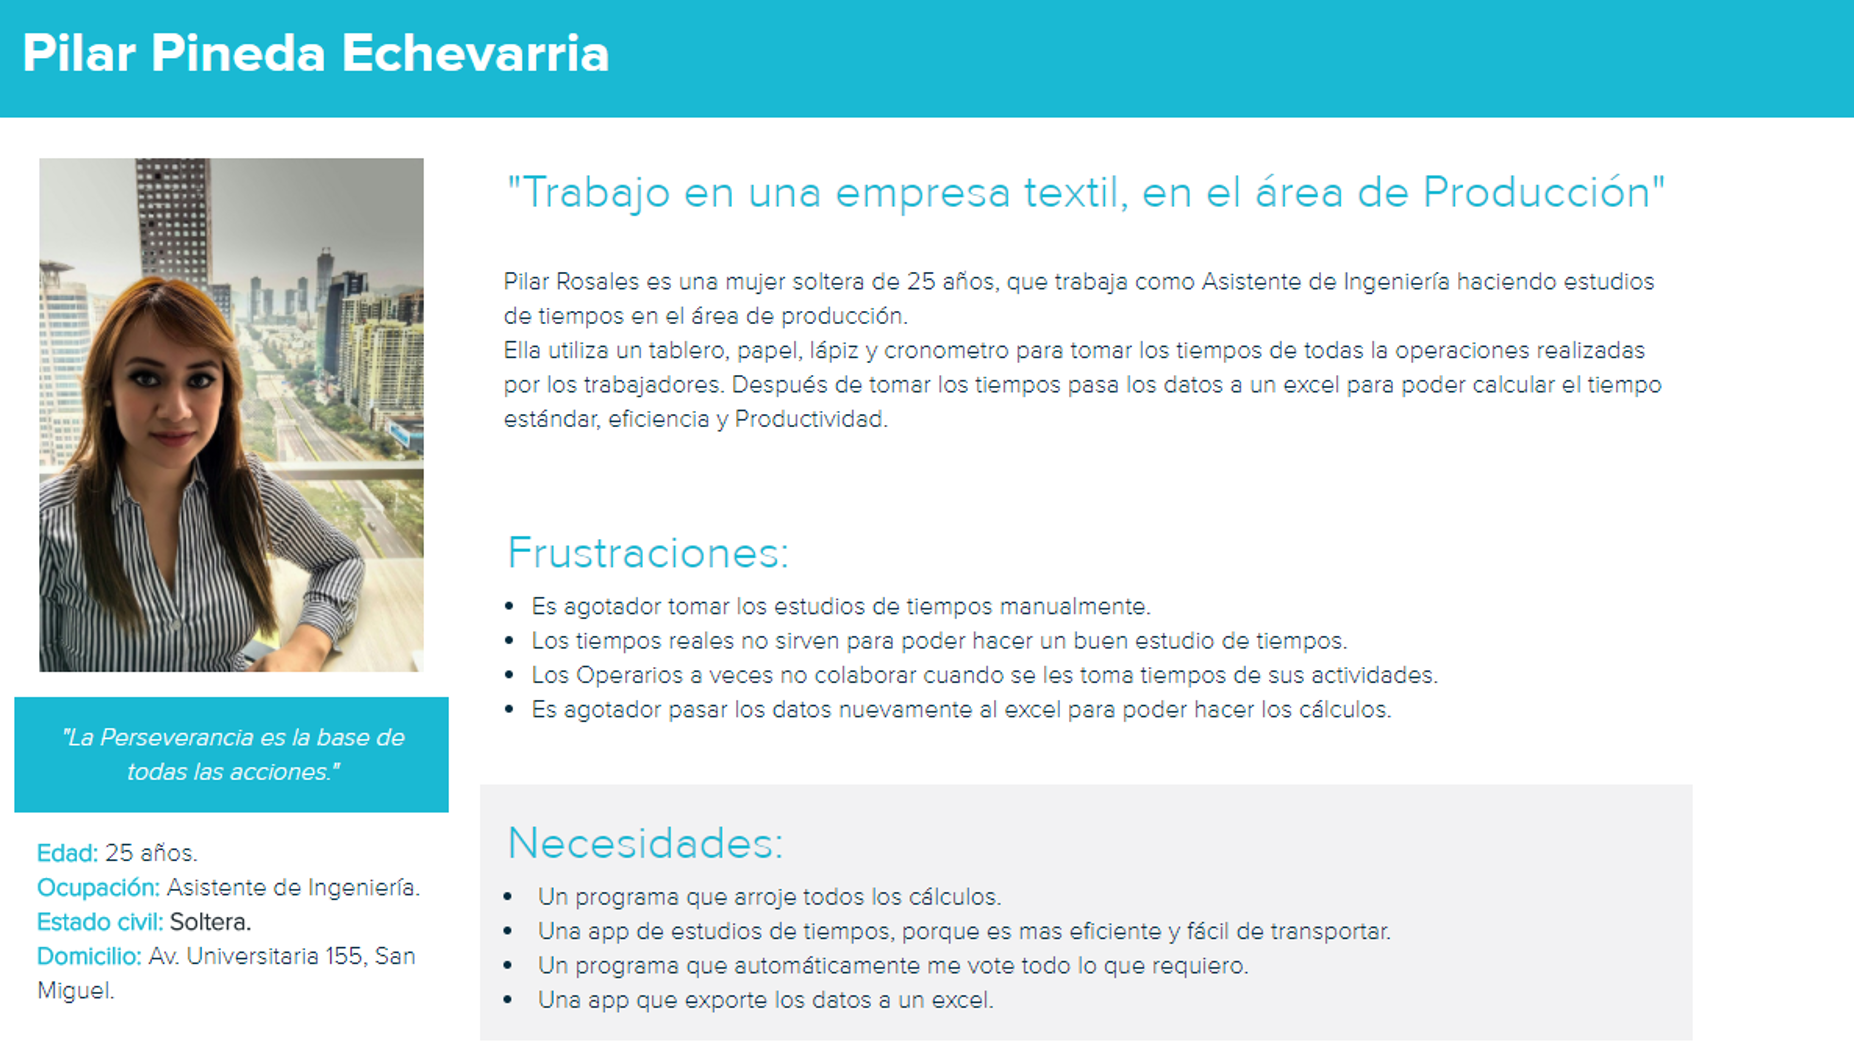 Pilar Pineda Echevarria
"Trabajo en una empresa textil, en el área de Producción"
Pilar Rosales es una mujer soltera de 25 años, que trabaja como Asistente de Ingeniería haciendo estudios
de tiempos en el área de producción.
Ella utiliza un tablero, papel, lápiz y cronometro para tomar los tiempos de todas la operaciones realizadas
por los trabajadores. Después de tomar los tiempos pasa los datos a un excel para poder calcular el tiempo
estándar, eficiencia y Productividad.
Frustraciones:
• Es agotador tomar los estudios de tiempos manualmente.
• Los tiempos reales no sirven para poder hacer un buen estudio de tiempos.
• Los Operarios a veces no colaborar cuando se les toma tiempos de sus actividades.
• Es agotador pasar los datos nuevamente al excel para poder hacer los cálculos.
"La Perseverancia es la base de
todas las acciones."
Edad: 25 años.
Ocupación: Asistente de Ingeniería.
Estado civil: Soltera.
Domicilio: Av. Universitaria 155, San
Miguel.
Necesidades:
• Un programa que arroje todos los cálculos.
• Una app de estudios de tiempos, porque es mas eficiente y fácil de transportar.
• Un programa que automáticamente me vote todo lo que requiero.
• Una app que exporte los datos a un excel.